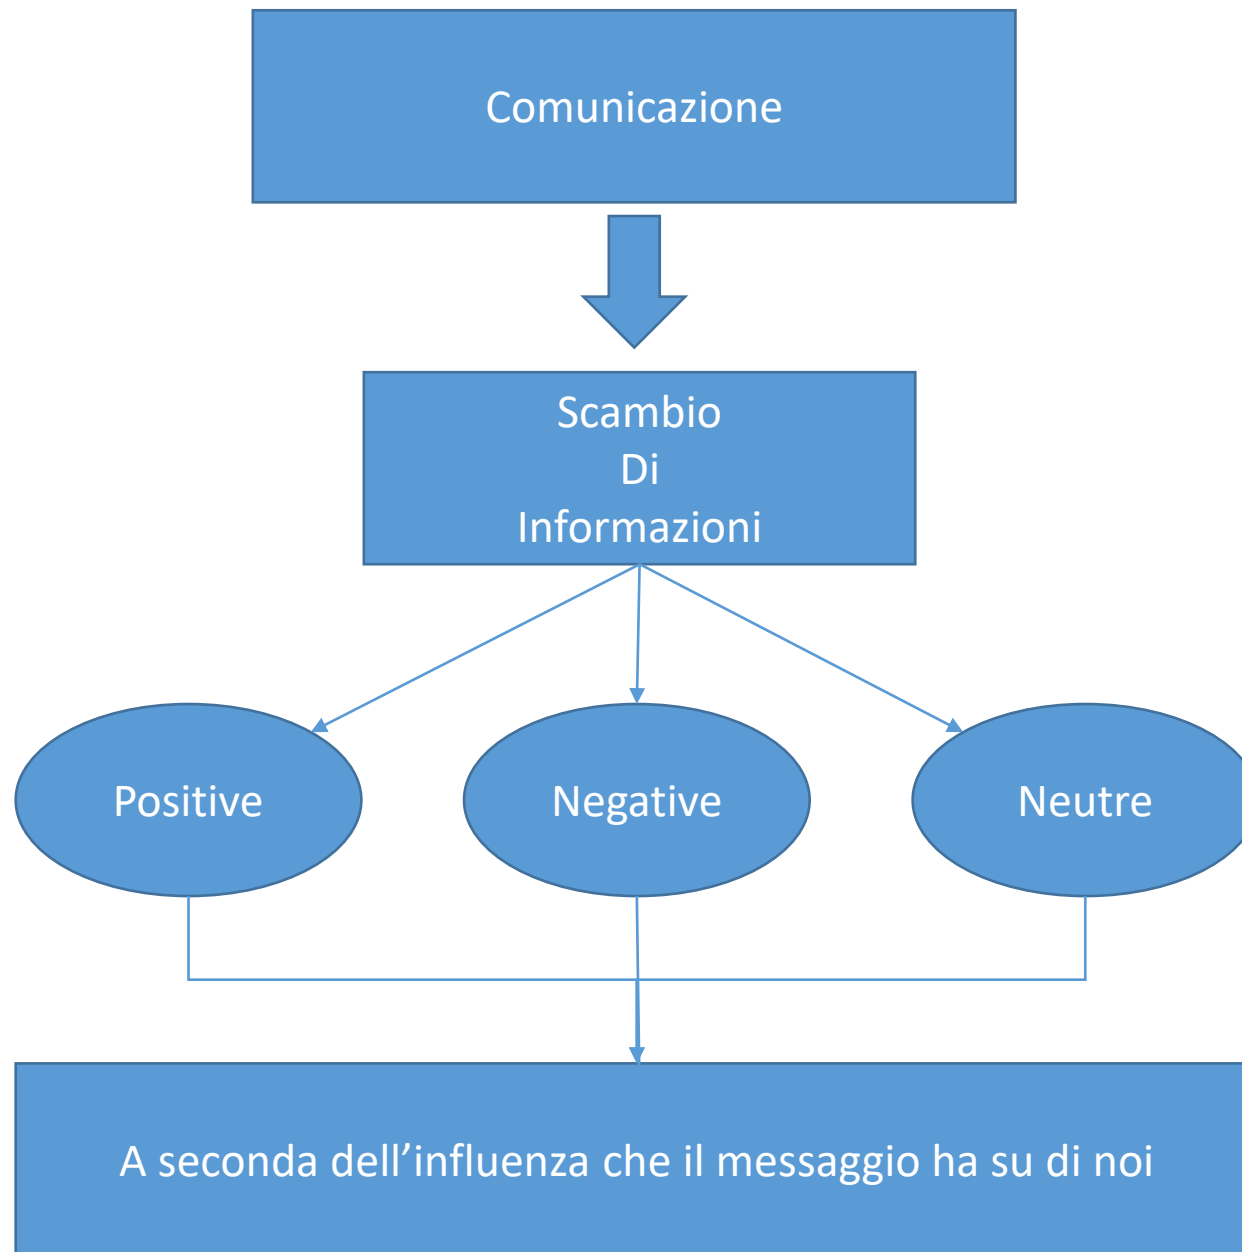 Comunicazione
Scambio
Di
Informazioni
Positive
Negative
Neutre
A seconda dell’influenza che il messaggio ha su di noi